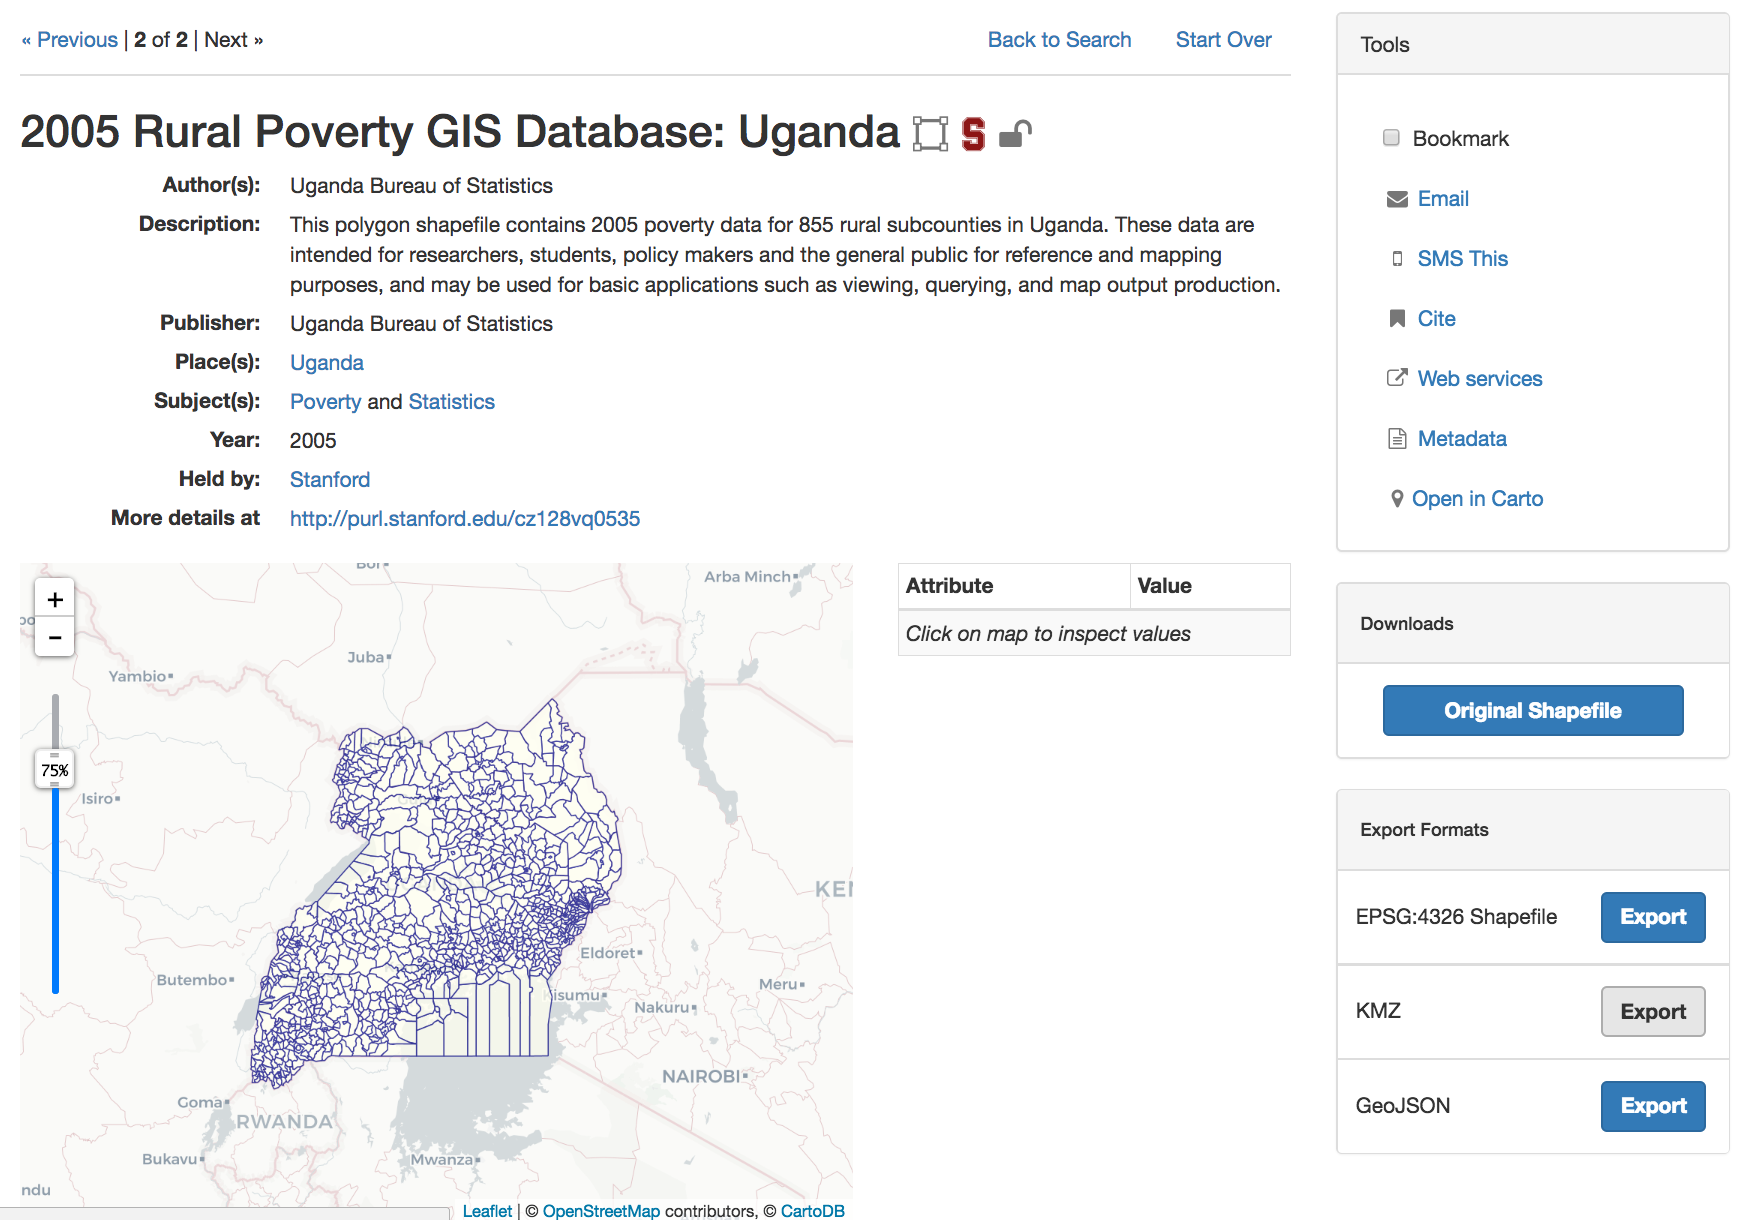 « Previous | 2 of 2 | Next »
Back to Search
Start Over
2005 Rural Poverty GIS Database: Uganda
Author(s): Uganda Bureau of Statistics
Description: This polygon shapefile contains 2005 poverty data for 855 rural subcounties in Uganda. These data are
intended for researchers, students, policy makers and the general public for reference and mapping
purposes, and may be used for basic applications such as viewing, querying, and map output production.
Publisher: Uganda Bureau of Statistics
Place(s): Uganda
Subject(s): Poverty and Statistics
Year: 2005
Held by: Stanford
More details at http://purl.stanford.edu/cz128vq0535
+
−
75%
Bor
Arba Minch
Juba
Yambio
Isiro
KEN
Butembo
Eldoret
Kisumu
Meru
Nakuru
NAIROBI
Goma
RWANDA
Bukavu
Mwanza
ndu
Leaflet | © OpenStreetMap contributors, © CartoDB
Attribute Value
Click on map to inspect values
Tools
Bookmark
Email
SMS This
Cite
Web services
Metadata
Open in Carto
Downloads
Original Shapefile
Export Formats
EPSG:4326 Shapefile Export
KMZ Export
GeoJSON Export